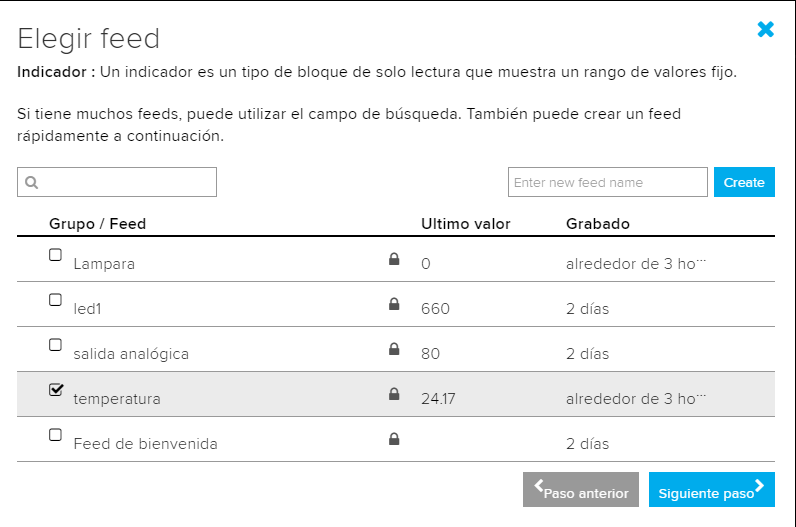 Elegir feed
Indicador : Un indicador es un tipo de bloque de solo lectura que muestra un rango de valores fijo.
Si tiene muchos feeds, puede utilizar el campo de búsqueda. También puede crear un feed
rápidamente a continuación.
Enter new feed name Create
Grupo / Feed Ultimo valor Grabado
Lampara 0 alrededor de 3 ho...
led1 660 2 días
salida analógica 80 2 días
temperatura 24.17 alrededor de 3 ho...
Feed de bienvenida 2 días
Paso anterior Siguiente paso